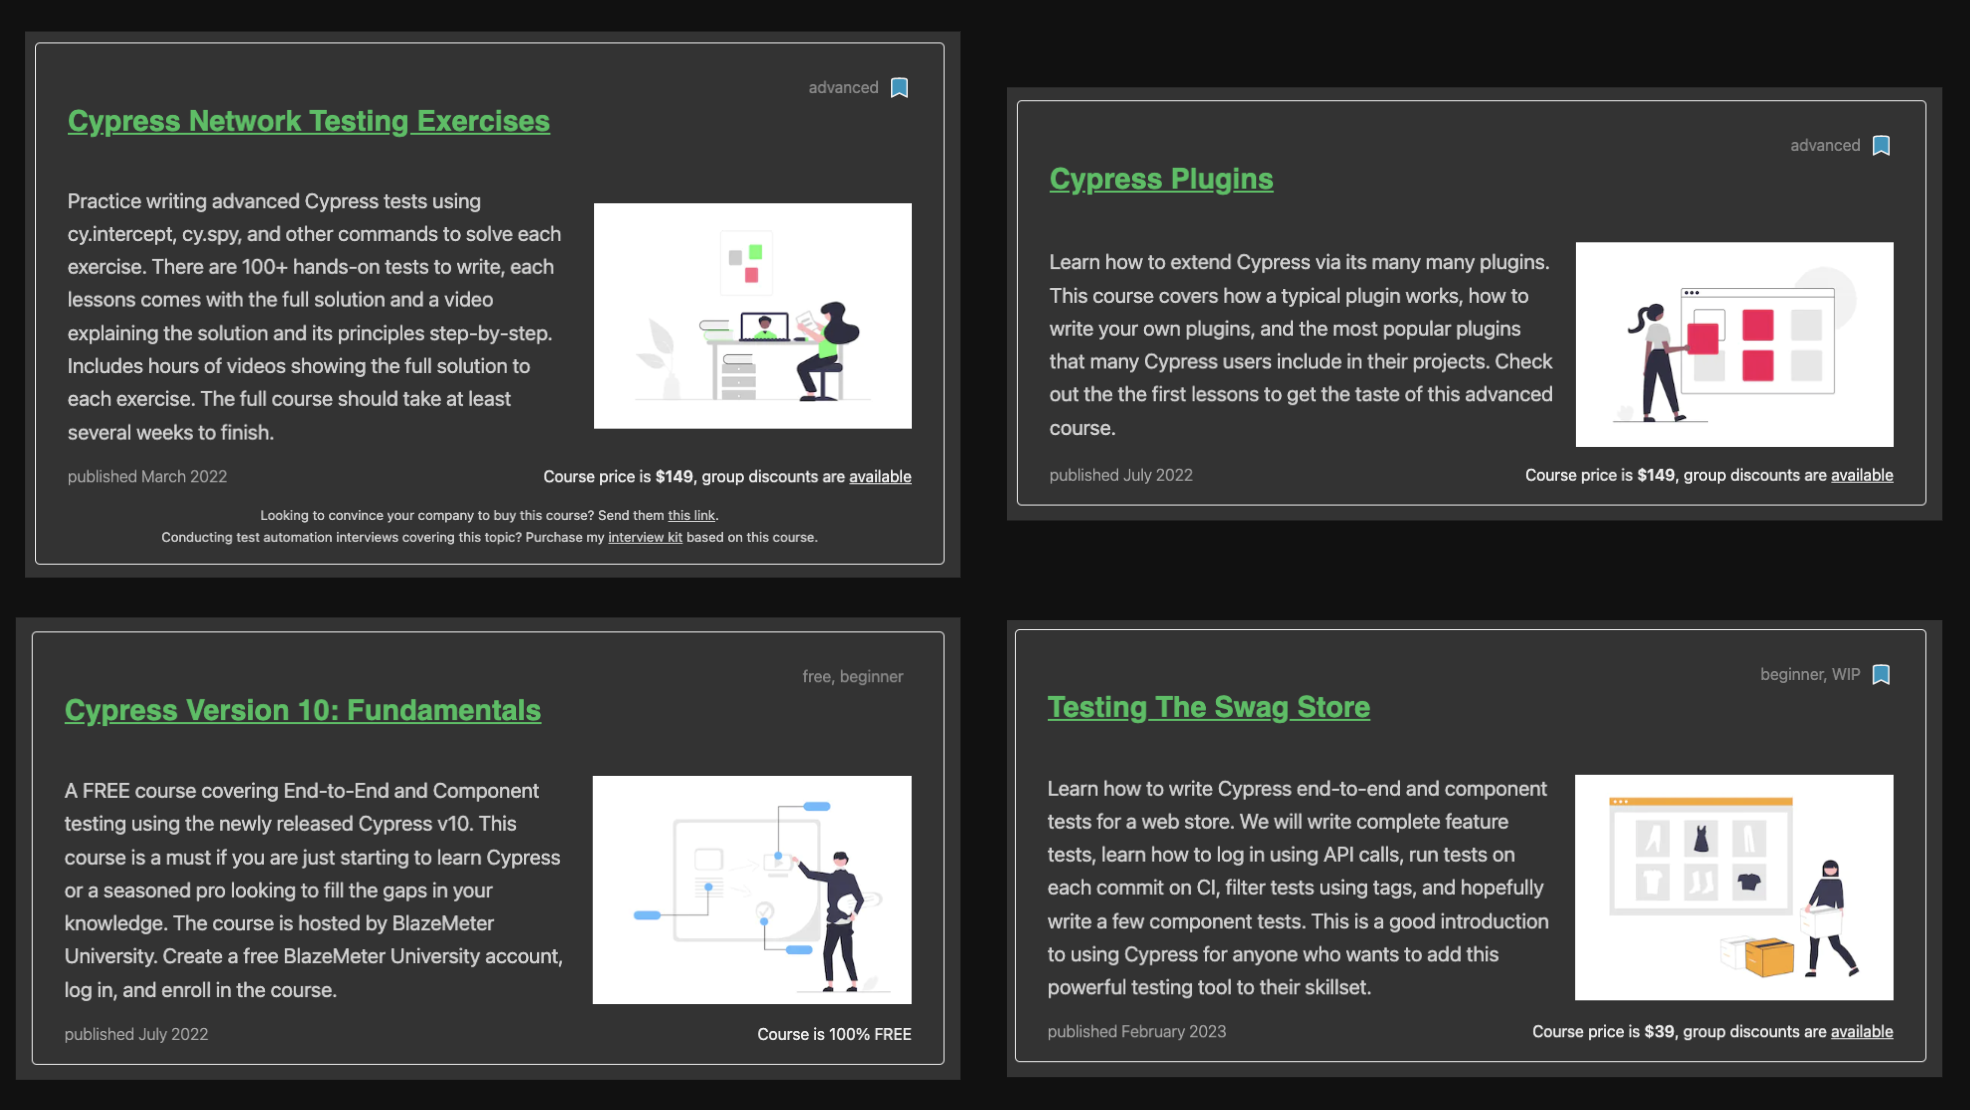 advanced
Cypress Network Testing Exercises
Practice writing advanced Cypress tests using
cy.intercept, cy.spy, and other commands to solve each
exercise. There are 100+ hands-on tests to write, each
lessons comes with the full solution and a video
explaining the solution and its principles step-by-step.
Includes hours of videos showing the full solution to
each exercise. The full course should take at least
several weeks to finish.
published March 2022
Course price is $149, group discounts are available
Looking to convince your company to buy this course? Send them this link.
Conducting test automation interviews covering this topic? Purchase my interview kit based on this course.
advanced
Cypress Plugins
Learn how to extend Cypress via its many many plugins.
This course covers how a typical plugin works, how to
write your own plugins, and the most popular plugins
that many Cypress users include in their projects. Check
out the the first lessons to get the taste of this advanced
course.
published July 2022
Course price is $149, group discounts are available
free, beginner
Cypress Version 10: Fundamentals
A FREE course covering End-to-End and Component
testing using the newly released Cypress v10. This
course is a must if you are just starting to learn Cypress
or a seasoned pro looking to fill the gaps in your
knowledge. The course is hosted by BlazeMeter
University. Create a free BlazeMeter University account,
log in, and enroll in the course.
published July 2022
Course is 100% FREE
beginner, WIP
Testing The Swag Store
Learn how to write Cypress end-to-end and component
tests for a web store. We will write complete feature
tests, learn how to log in using API calls, run tests on
each commit on CI, filter tests using tags, and hopefully
write a few component tests. This is a good introduction
to using Cypress for anyone who wants to add this
powerful testing tool to their skillset.
published February 2023
Course price is $39, group discounts are available